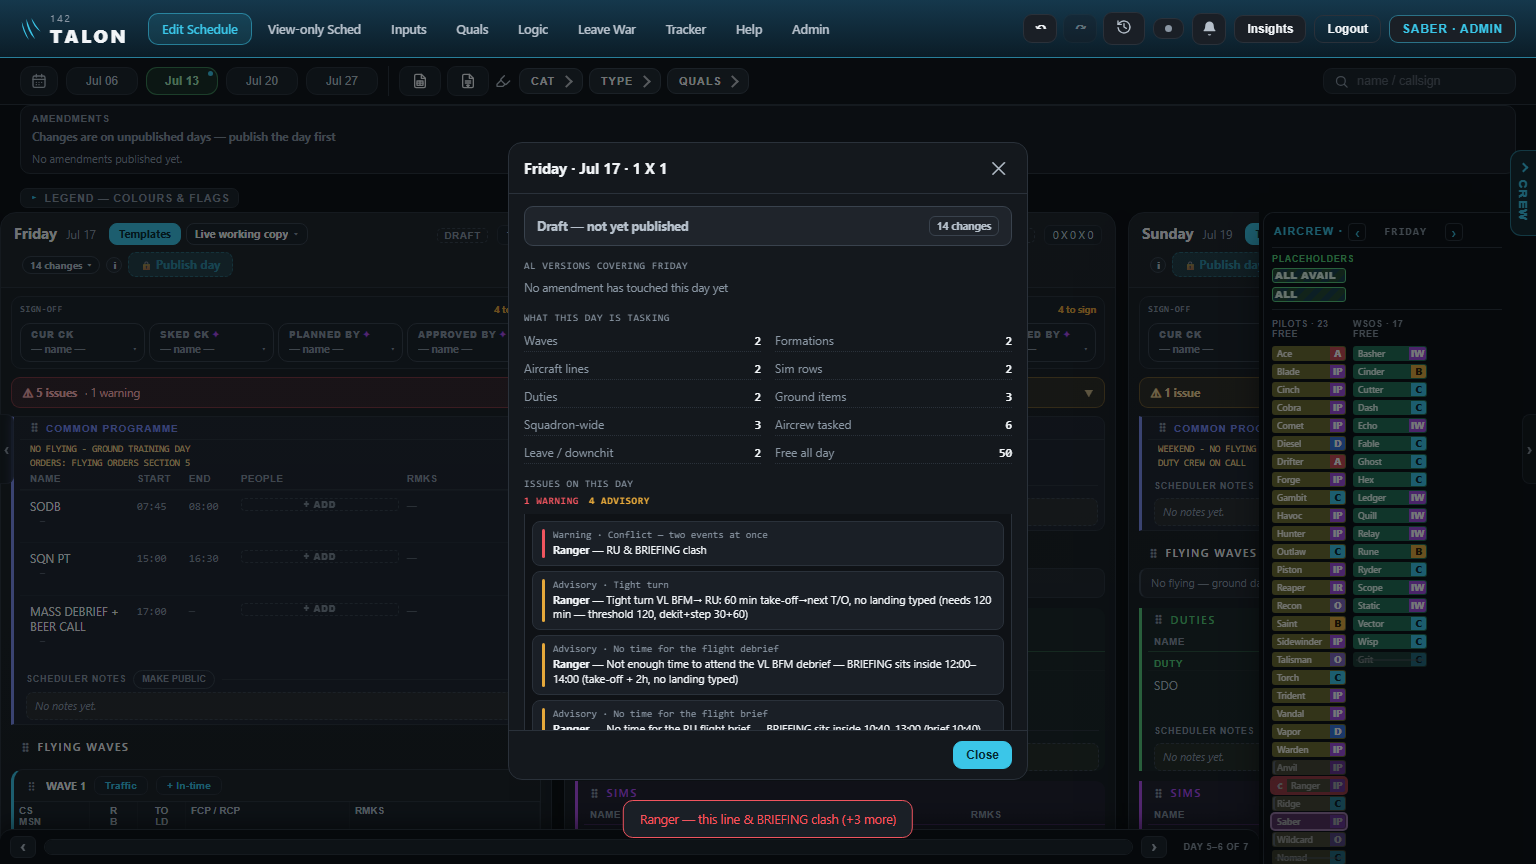 142
TALON
Edit Schedule
View-only Sched
Inputs
Quals
Logic
Leave War
Tracker
Help
Admin
Insights
Logout
SABER · ADMIN
Jul 06
Jul 13
Jul 20
Jul 27
CAT
TYPE
QUALS
name / callsign
AMENDMENTS
Changes are on unpublished days — publish the day first
No amendments published yet.
LEGEND — COLOURS & FLAGS
CREW
Friday Jul 17
Templates
Live working copy
DRAFT
14 changes
i
Publish day
SIGN-OFF
CUR CK
— name —
SKED CK
— name —
PLANNED BY
— name —
APPROVED BY
— name —
5 issues · 1 warning
COMMON PROGRAMME
NO FLYING - GROUND TRAINING DAY
ORDERS: FLYING ORDERS SECTION 5
NAME START END PEOPLE RMKS
SODB 07:45 08:00 + ADD —
—
SQN PT 15:00 16:30 + ADD —
—
MASS DEBRIEF + 17:00 — + ADD —
BEER CALL
—
SCHEDULER NOTES MAKE PUBLIC
No notes yet.
FLYING WAVES
WAVE 1 Traffic + In-time
CS R TO FCP / RCP RMKS
MSN B LD
Friday · Jul 17 · 1 X 1
Draft — not yet published
14 changes
AL VERSIONS COVERING FRIDAY
No amendment has touched this day yet
WHAT THIS DAY IS TASKING
Waves 2 Formations 2
Aircraft lines 2 Sim rows 2
Duties 2 Ground items 3
Squadron-wide 3 Aircrew tasked 6
Leave / downchit 2 Free all day 50
ISSUES ON THIS DAY
1 WARNING 4 ADVISORY
Warning · Conflict — two events at once
Ranger — RU & BRIEFING clash
Advisory · Tight turn
Ranger — Tight turn VL BFM→ RU: 60 min take-off→next T/O, no landing typed (needs 120
min — threshold 120, dekit+step 30+60)
Advisory · No time for the flight debrief
Ranger — Not enough time to attend the VL BFM debrief — BRIEFING sits inside 12:00–
14:00 (take-off + 2h, no landing typed)
Advisory · No time for the flight brief
Ranger — No time for the RU flight brief — BRIEFING sits inside 10:40–13:00 (brief 10:40)
Close
0X0X0
4 to sign
SIMS
NAME RMKS
Ranger — this line & BRIEFING clash (+3 more)
Sunday Jul 19
i
Publish day
SIGN-OFF
CUR CK
— name —
1 issue
WEEKEND - NO FLYING
DUTY CREW ON CALL
SCHEDULER NOTES
No notes yet.
FLYING WAVES
No flying — ground
DUTIES
NAME
DUTY
SDO
SCHEDULER NOTES
No notes yet.
SIMS
NAME
AIRCREW ·
FRIDAY
PLACEHOLDERS
ALL AVAIL
ALL
PILOTS · 23 WSOS · 17
FREE FREE
Ace A Basher IW
Blade IP Cinder B
Cinch IP Cutter C
Cobra IP Dash C
Comet IP Echo IW
Diesel D Fable C
Drifter A Ghost C
Forge IP Hex C
Gambit C Ledger IW
Havoc IP Quill IW
Hunter IP Relay IW
Outlaw C Rune B
Piston IP Ryder C
Reaper IR Scope IW
Recon O Static IW
Saint B Vector C
Sidewinder IP Wisp C
Talisman O Grit C
Torch C
Trident IP
Vandal IP
Vapor D
Warden IP
Anvil IP
C Ranger IP
Ridge C
Saber IP
Wildcard O
Nomad C
DAY 5–6 OF 7